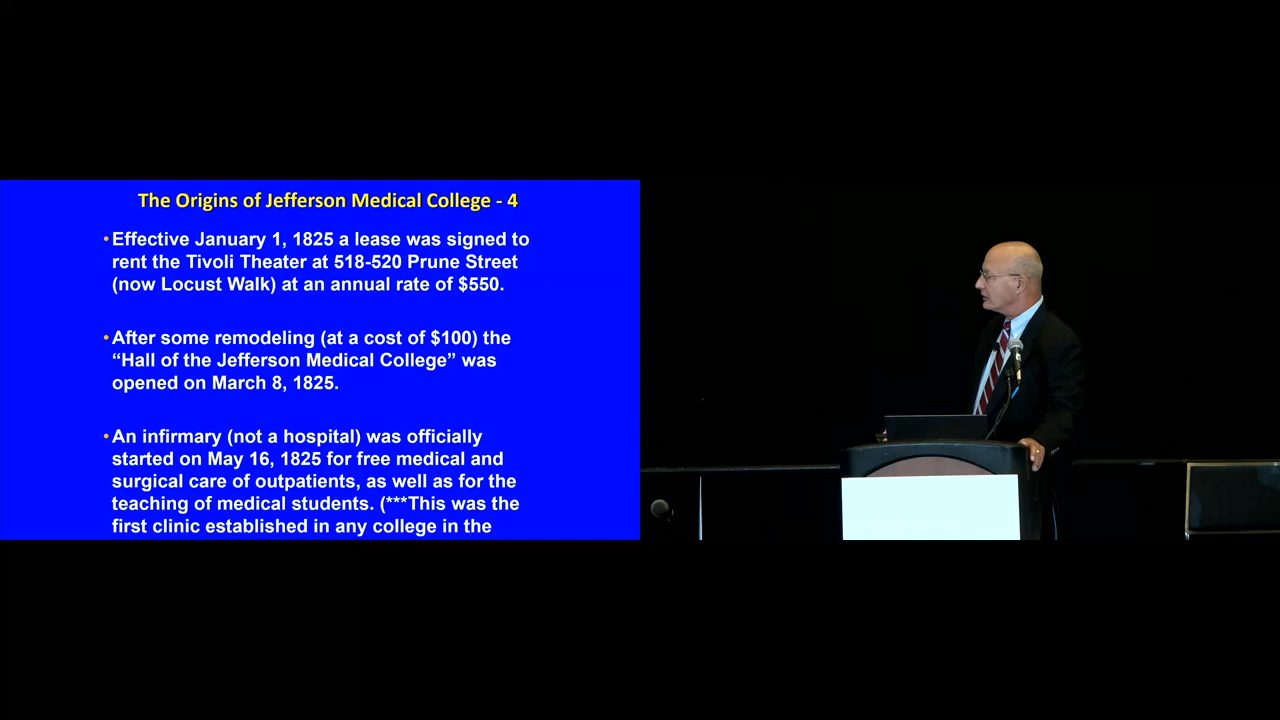 The Origins of Jefferson Medical College - 4
•Effective January 1, 1825 a lease was signed to
rent the Tivoli Theater at 518-520 Prune Street
(now Locust Walk) at an annual rate of $550.
•After some remodeling (at a cost of $100) the
“Hall of the Jefferson Medical College” was
opened on March 8, 1825.
•An infirmary (not a hospital) was officially
started on May 16, 1825 for free medical and
surgical care of outpatients, as well as for the
teaching of medical students. (***This was the
first clinic established in any college in the